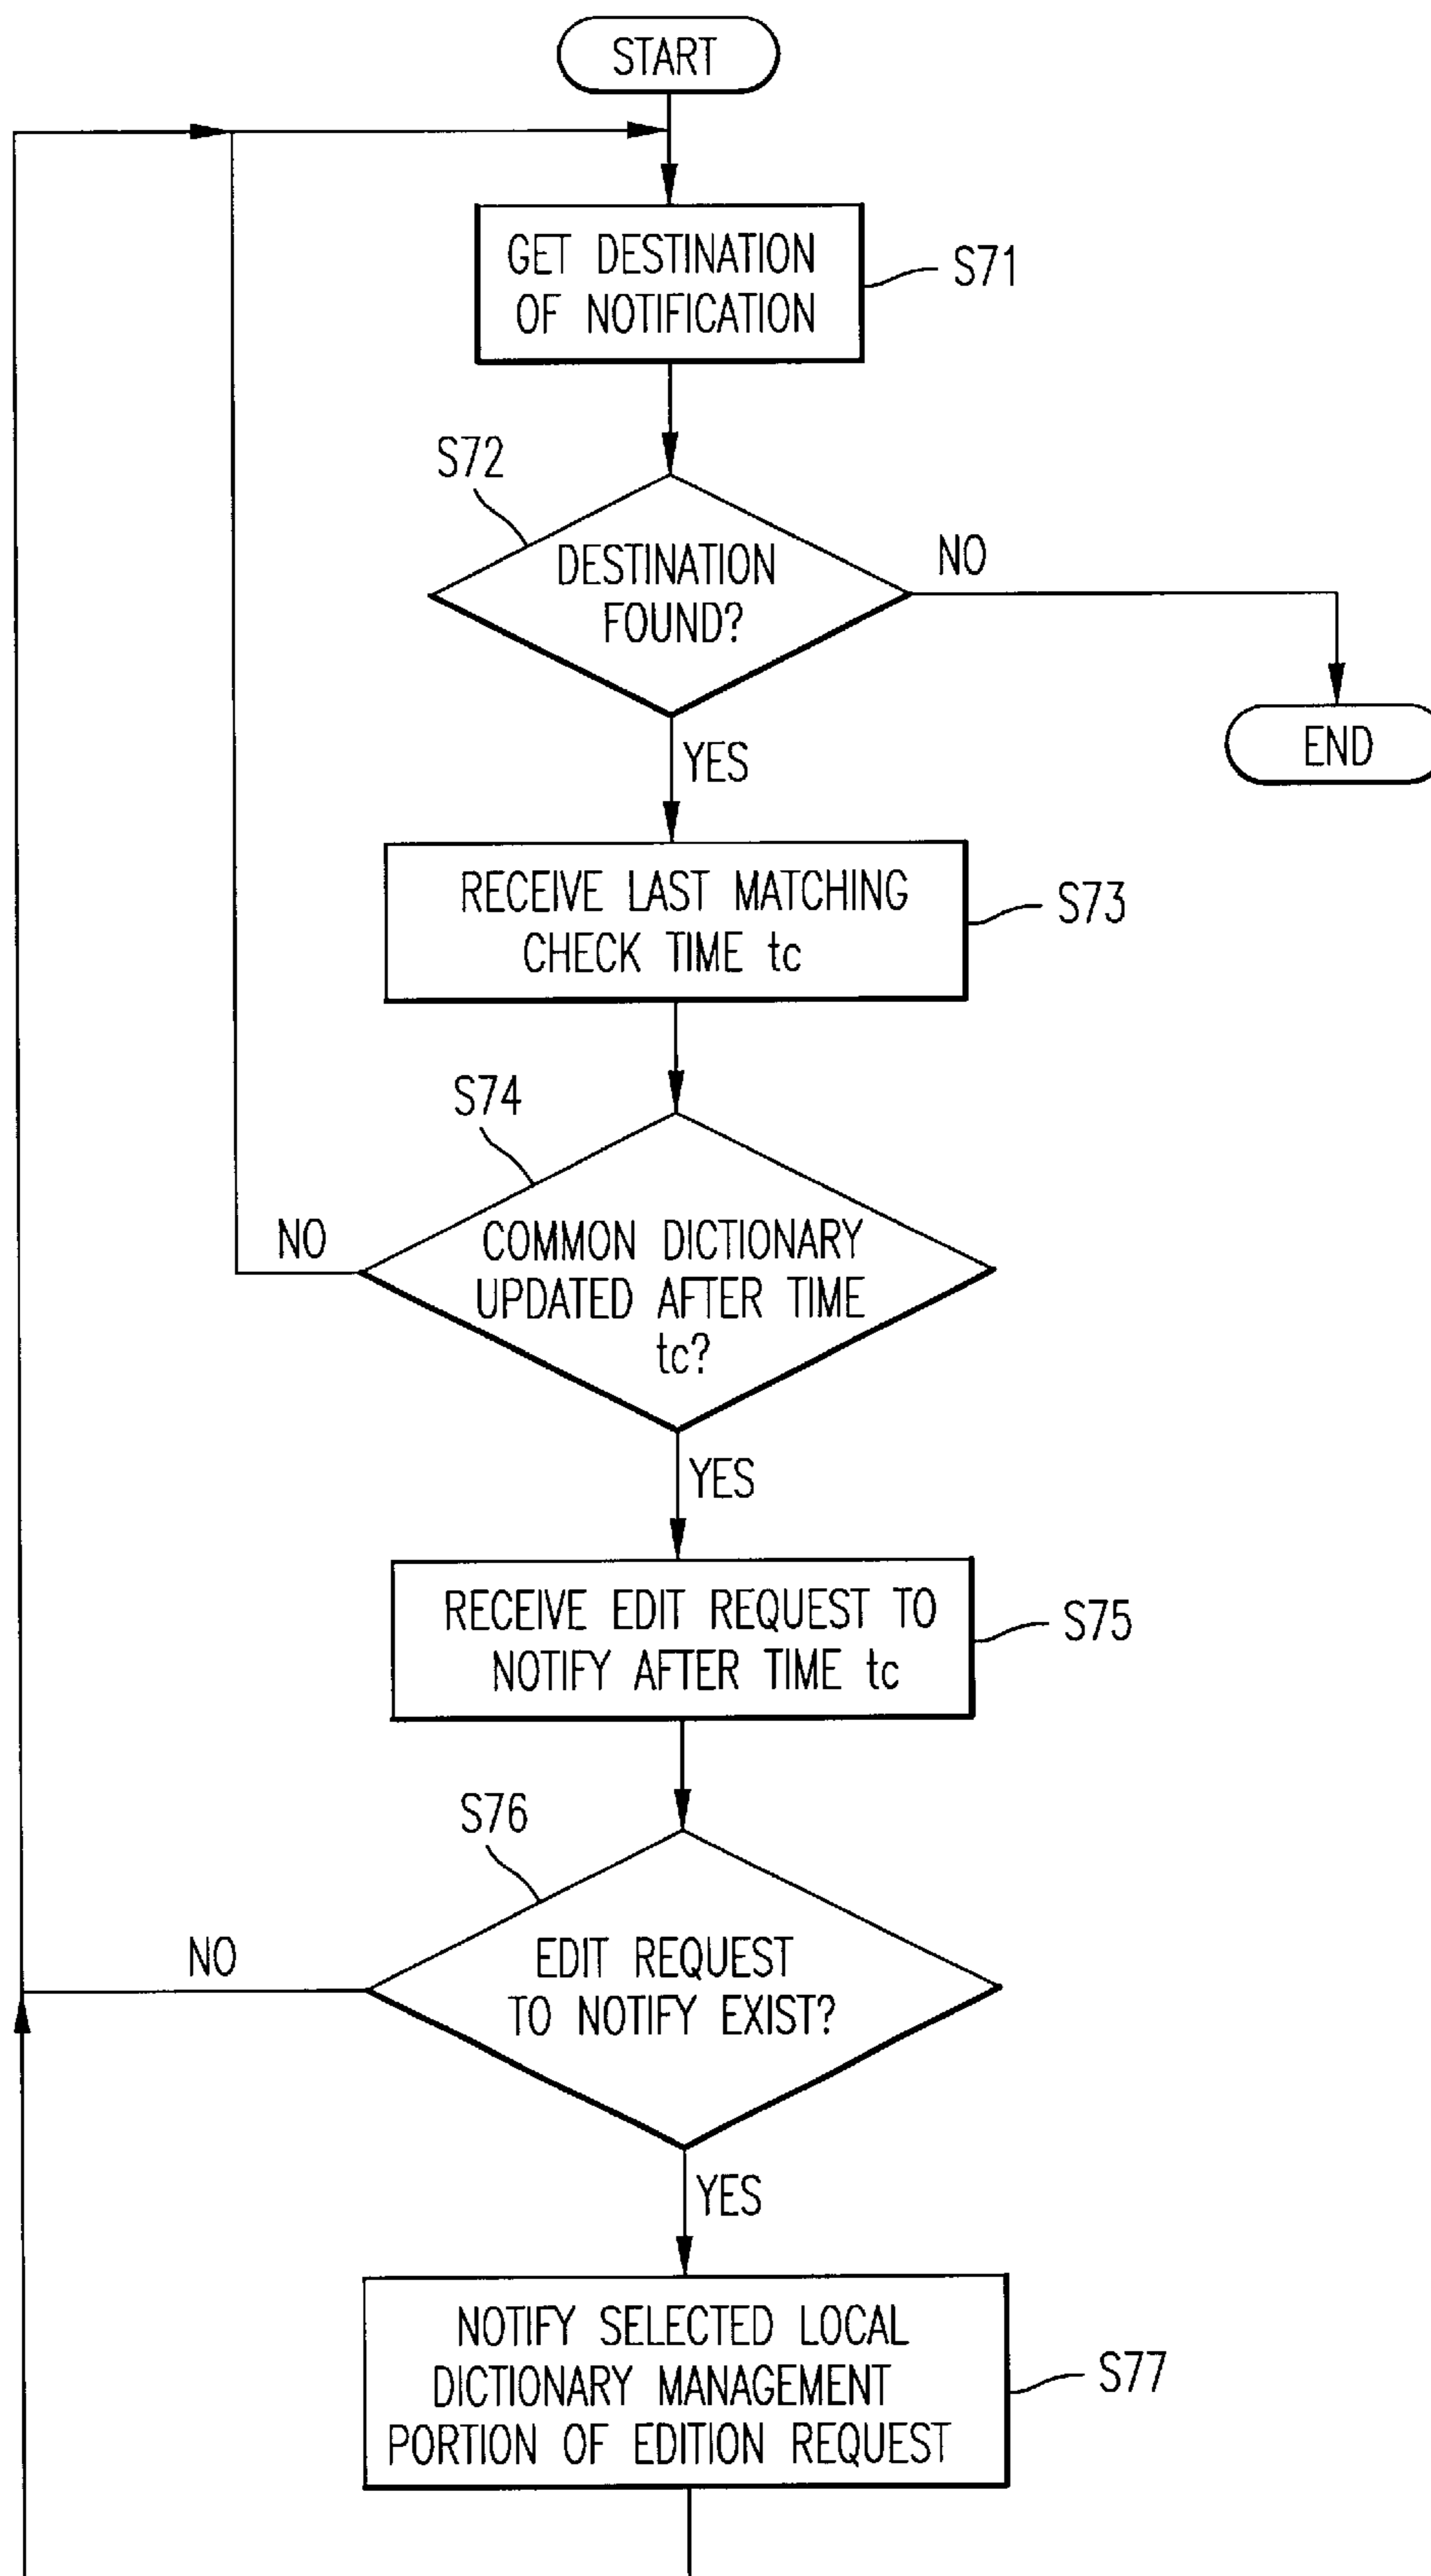 START
GET DESTINATION
OF NOTIFICATION
S71
S72
DESTINATION
FOUND?
NO
END
YES
RECEIVE LAST MATCHING
CHECK TIME tc
S73
S74
COMMON DICTIONARY
UPDATED AFTER TIME
tc?
NO
YES
RECEIVE EDIT REQUEST TO
NOTIFY AFTER TIME tc
S75
S76
EDIT REQUEST
TO NOTIFY EXIST?
NO
YES
NOTIFY SELECTED LOCAL
DICTIONARY MANAGEMENT
PORTION OF EDITION REQUEST
S77